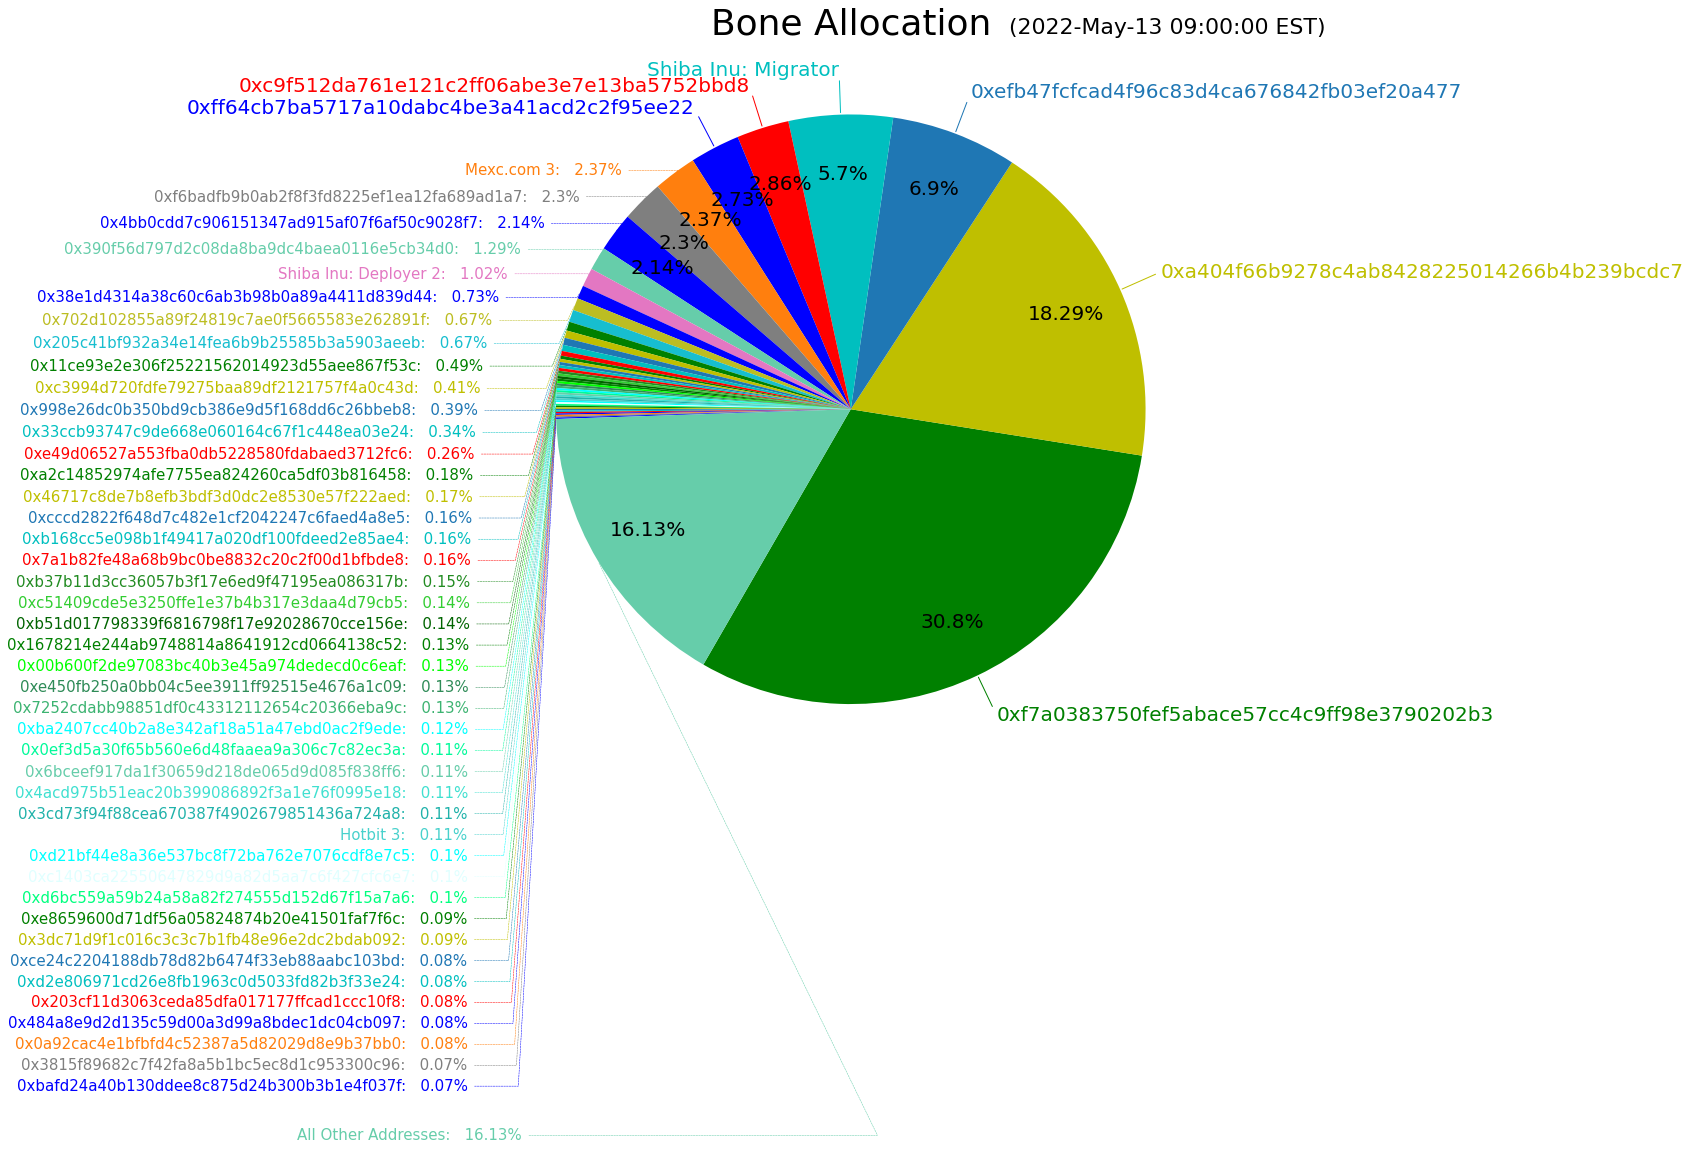 Bone Allocation (2022-May-13 09:00:00 EST)
Shiba Inu: Migrator
0xc9f512da761e121c2ff06abe3e7e13ba5752bbd8
0xefb47fcfcad4f96c83d4ca676842fb03ef20a477
0xff64cb7ba5717a10dabc4be3a41acd2c2f95ee22
Mexc.com 3: 2.37%
5.7%
2.86%
6.9%
0xf6badfb9b0ab2f8f3fd8225ef1ea12fa689ad1a7: 2.3%
2.73%
2.37%
0x4bb0cdd7c906151347ad915af07f6af50c9028f7: 2.14%
2.3%
0x390f56d797d2c08da8ba9dc4baea0116e5cb34d0: 1.29%
2.14%
0xa404f66b9278c4ab8428225014266b4b239bcdc7
Shiba Inu: Deployer 2: 1.02%
0x38e1d4314a38c60c6ab3b98b0a89a4411d839d44: 0.73%
18.29%
0x702d102855a89f24819c7ae0f5665583e262891f: 0.67%
0x205c41bf932a34e14fea6b9b25585b3a5903aeeb: 0.67%
0x11ce93e2e306f25221562014923d55aee867f53c: 0.49%
0xc3994d720fdfe79275baa89df2121757f4a0c43d: 0.41%
0x998e26dc0b350bd9cb386e9d5f168dd6c26bbeb8: 0.39%
0x33ccb93747c9de668e060164c67f1c448ea03e24: 0.34%
0xe49d06527a553fba0db5228580fdabaed3712fc6: 0.26%
0xa2c14852974afe7755ea824260ca5df03b816458: 0.18%
0x46717c8de7b8efb3bdf3d0dc2e8530e57f222aed: 0.17%
0xcccd2822f648d7c482e1cf2042247c6faed4a8e5: 0.16%
16.13%
0xb168cc5e098b1f49417a020df100fdeed2e85ae4: 0.16%
0x7a1b82fe48a68b9bc0be8832c20c2f00d1bfbde8: 0.16%
0xb37b11d3cc36057b3f17e6ed9f47195ea086317b: 0.15%
0xc51409cde5e3250ffe1e37b4b317e3daa4d79cb5: 0.14%
30.8%
0xb51d017798339f6816798f17e92028670cce156e: 0.14%
0x1678214e244ab9748814a8641912cd0664138c52: 0.13%
0x00b600f2de97083bc40b3e45a974dedecd0c6eaf: 0.13%
0xe450fb250a0bb04c5ee3911ff92515e4676a1c09: 0.13%
0x7252cdabb98851df0c43312112654c20366eba9c: 0.13%
0xf7a0383750fef5abace57cc4c9ff98e3790202b3
0xba2407cc40b2a8e342af18a51a47ebd0ac2f9ede: 0.12%
0x0ef3d5a30f65b560e6d48faaea9a306c7c82ec3a: 0.11%
0x6bceef917da1f30659d218de065d9d085f838ff6: 0.11%
0x4acd975b51eac20b399086892f3a1e76f0995e18: 0.11%
0x3cd73f94f88cea670387f4902679851436a724a8: 0.11%
Hotbit 3: 0.11%
0xd21bf44e8a36e537bc8f72ba762e7076cdf8e7c5: 0.1%
0.1%
0xd6bc559a59b24a58a82f274555d152d67f15a7a6: 0.1%
0xe8659600d71df56a05824874b20e41501faf7f6c: 0.09%
0x3dc71d9f1c016c3c3c7b1fb48e96e2dc2bdab092: 0.09%
0xce24c2204188db78d82b6474f33eb88aabc103bd: 0.08%
0xd2e806971cd26e8fb1963c0d5033fd82b3f33e24: 0.08%
0x203cf11d3063ceda85dfa017177ffcad1ccc10f8: 0.08%
0x484a8e9d2d135c59d00a3d99a8bdec1dc04cb097: 0.08%
0x0a92cac4e1bfbfd4c52387a5d82029d8e9b37bb0: 0.08%
0x3815f89682c7f42fa8a5b1bc5ec8d1c953300c96: 0.07%
0xbafd24a40b130ddee8c875d24b300b3b1e4f037f: 0.07%
All Other Addresses: 16.13%